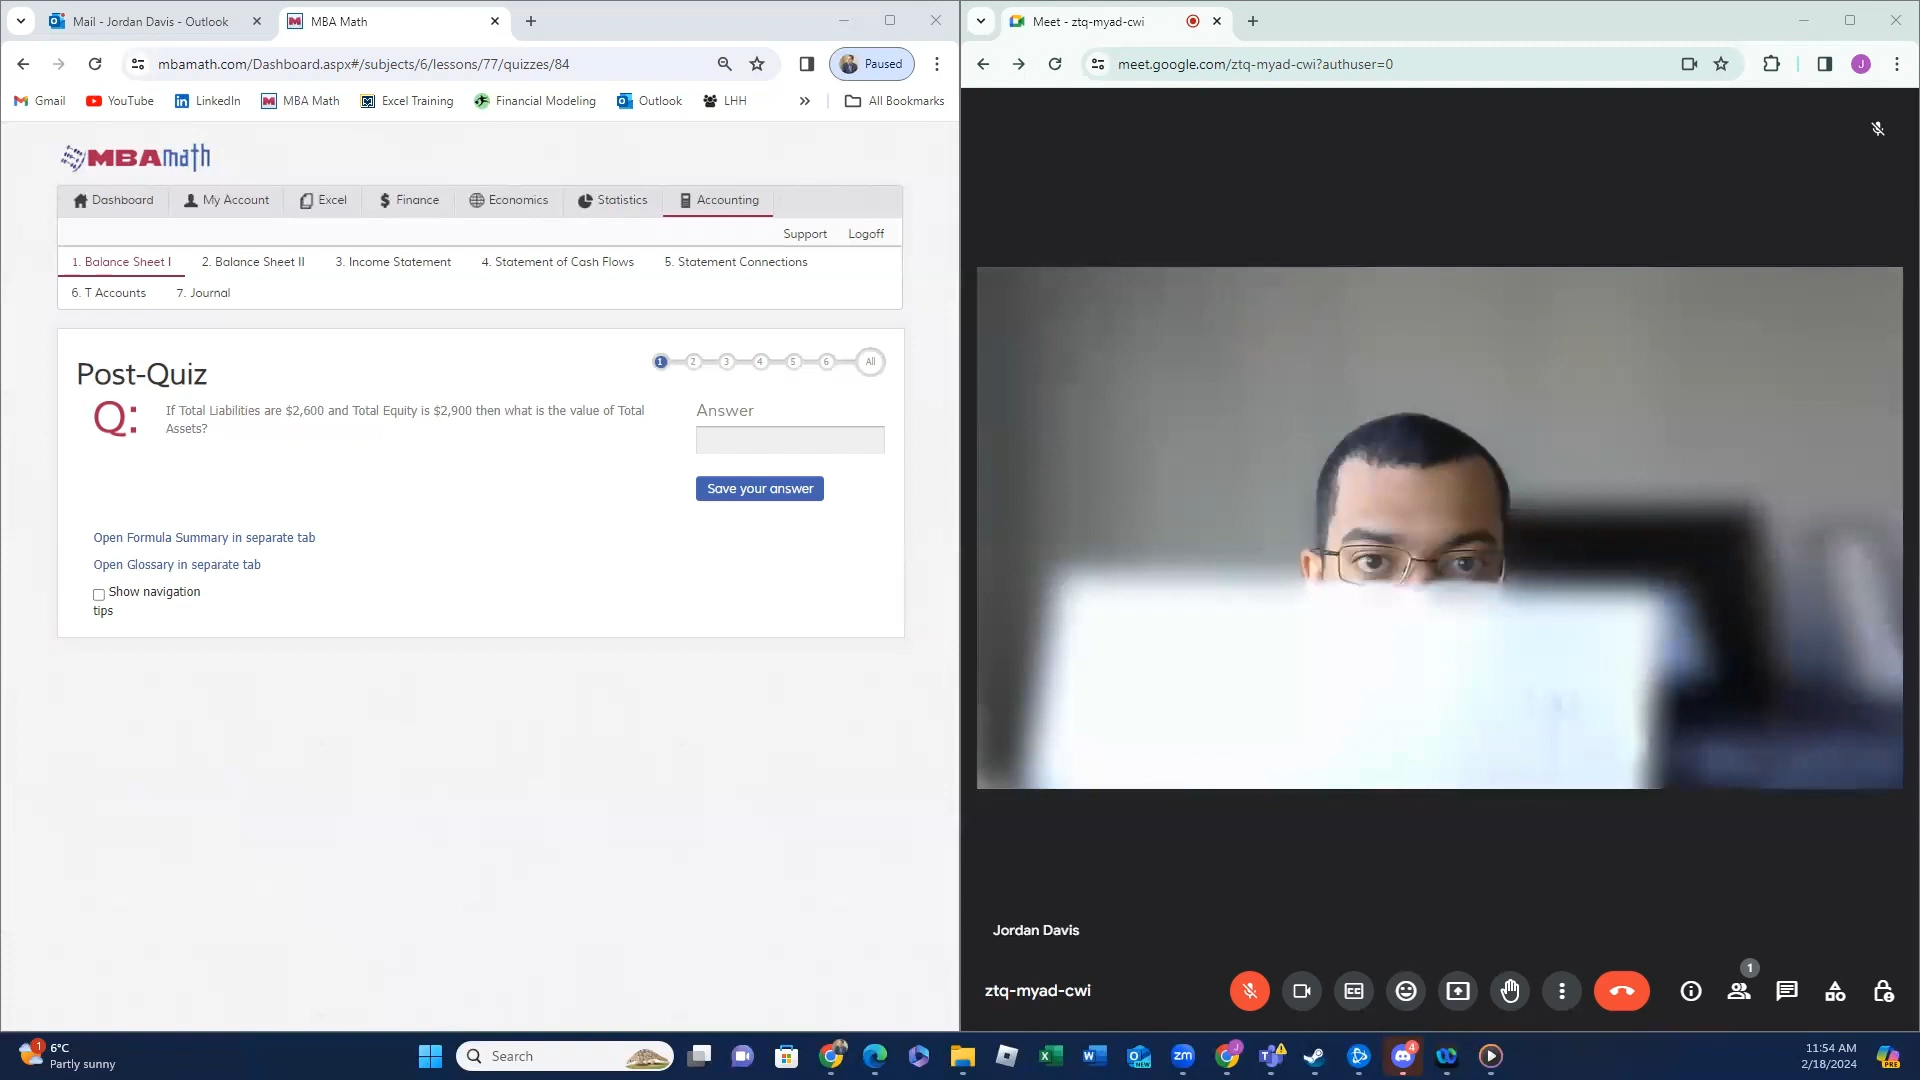 Mail - Jordan Davis - Outlook
MBA Math
mbamath.com/Dashboard.aspx#/subjects/6/lessons/77/quizzes/84
Paused
Gmail YouTube LinkedIn MBA Math Excel Training Financial Modeling Outlook LHH » All Bookmarks
MBAmath
Dashboard My Account Excel Finance Economics Statistics Accounting
Support Logoff
1. Balance Sheet I 2. Balance Sheet II 3. Income Statement 4. Statement of Cash Flows 5. Statement Connections
6. T Accounts 7. Journal
1 2 3 4 5 6 All
Post-Quiz
Q:
If Total Liabilities are $2,600 and Total Equity is $2,900 then what is the value of Total
Assets?
Answer
Save your answer
Open Formula Summary in separate tab
Open Glossary in separate tab
Show navigation
tips
Meet - ztq-myad-cwi
meet.google.com/ztq-myad-cwi?authuser=0
J
Jordan Davis
ztq-myad-cwi
1
1
6°C
Partly sunny
Search
NEW
zm
J
4
11:54 AM
2/18/2024
PRE